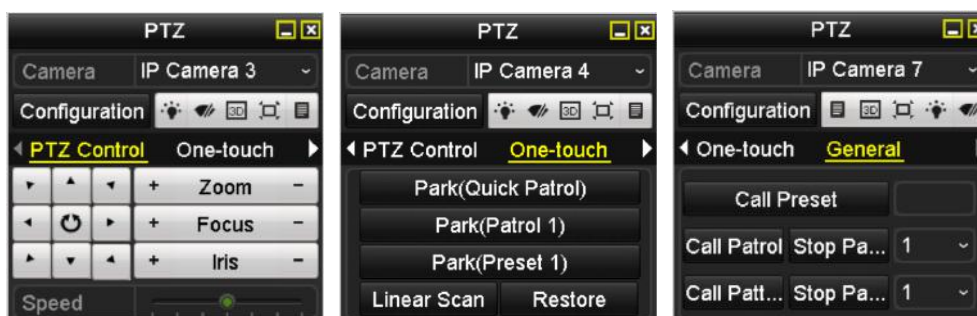 PTZ
Camera IP Camera 3
Configuration 3D
PTZ Control One-touch
+ Zoom -
+ Focus -
+ Iris -
Speed
PTZ
Camera IP Camera 4
Configuration 3D
PTZ Control One-touch
Park(Quick Patrol)
Park(Patrol 1)
Park(Preset 1)
Linear Scan Restore
PTZ
Camera IP Camera 7
Configuration 3D
One-touch General
Call Preset
Call Patrol Stop Pa... 1
Call Patt... Stop Pa... 1